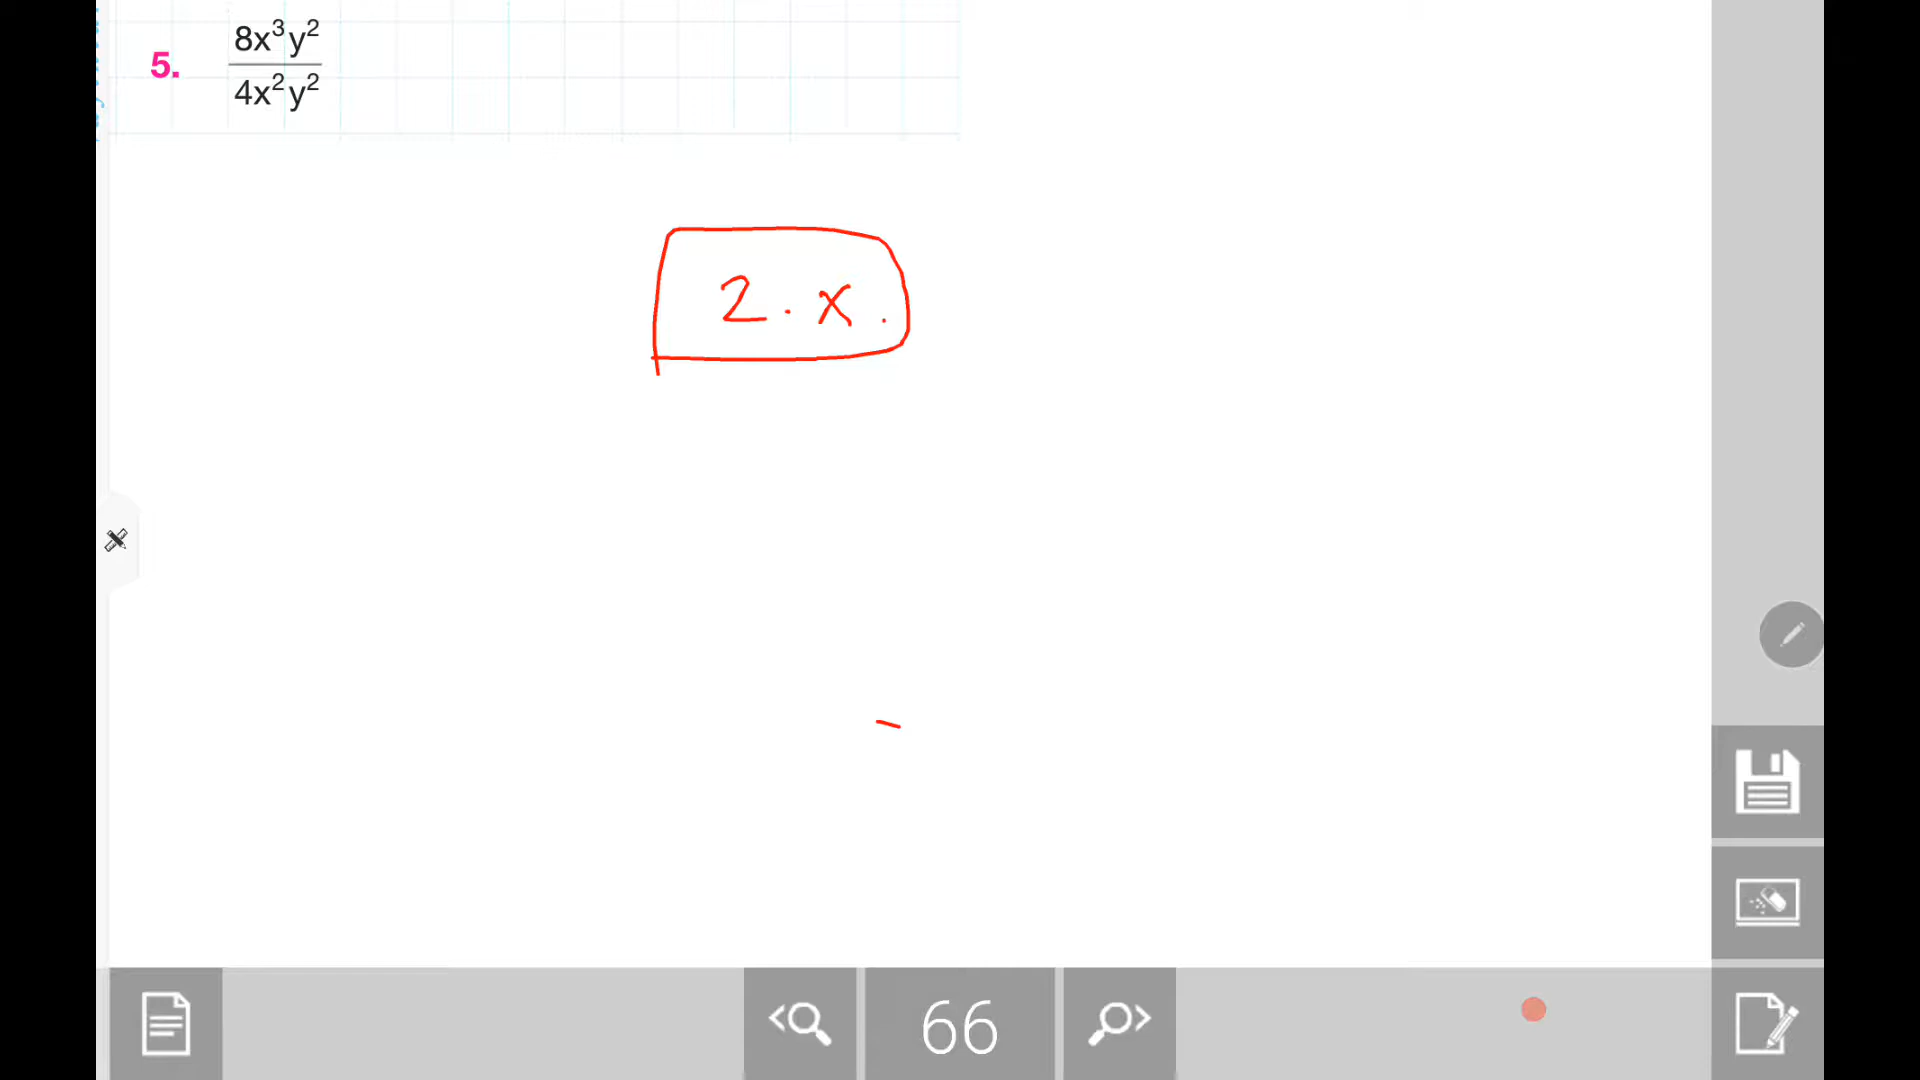 5. 8x³y²
4x²y²
2 . x .
66